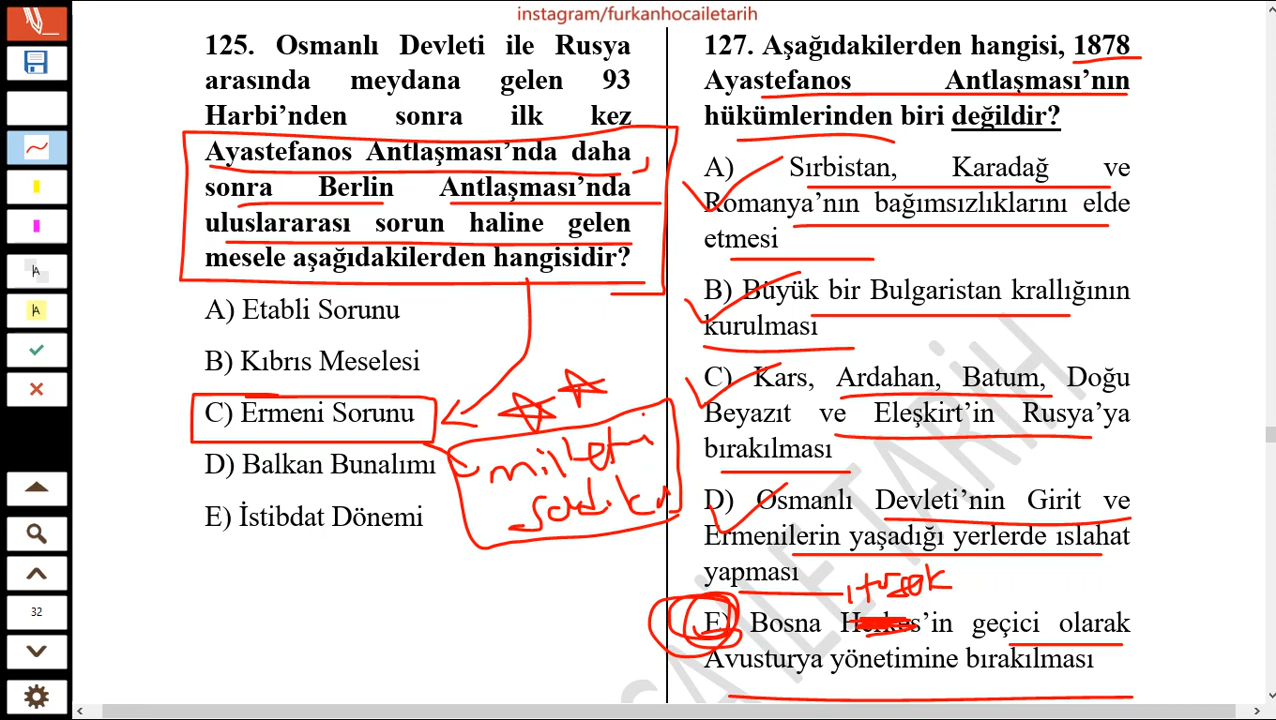 instagram/furkanhocailetarih
125. Osmanlı Devleti ile Rusya
arasında meydana gelen 93
Harbi’nden sonra ilk kez
Ayastefanos Antlaşması’nda daha
sonra Berlin Antlaşması’nda
uluslararası sorun haline gelen
mesele aşağıdakilerden hangisidir?
A) Etabli Sorunu
B) Kıbrıs Meselesi
C) Ermeni Sorunu
D) Balkan Bunalımı
E) İstibdat Dönemi
milleti
sadıka
127. Aşağıdakilerden hangisi, 1878
Ayastefanos Antlaşması’nın
hükümlerinden biri değildir?
A) Sırbistan, Karadağ ve
Romanya’nın bağımsızlıklarını elde
etmesi
B) Büyük bir Bulgaristan krallığının
kurulması
C) Kars, Ardahan, Batum, Doğu
Beyazıt ve Eleşkirt’in Rusya’ya
bırakılması
D) Osmanlı Devleti’nin Girit ve
Ermenilerin yaşadığı yerlerde ıslahat
yapması
E) Bosna
’in geçici olarak
Avusturya yönetimine bırakılması
SAİLETARİH
32